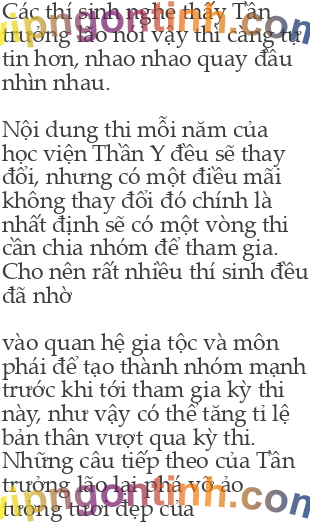 Các thí sinh nghe thấy Tần
trưởng lão nói vậy thì càng tự
tin hơn, nhao nhao quay đầu
nhìn nhau.
Nội dung thi mỗi năm của
học viện Thần Y đều sẽ thay
đổi, nhưng có một điều mãi
không thay đổi đó chính là
nhất định sẽ có một vòng thi
cần chia nhóm để tham gia.
Cho nên rất nhiều thí sinh đều
đã nhờ
vào quan hệ gia tộc và môn
phái để tạo thành nhóm mạnh
trước khi tới tham gia kỳ thi
này, như vậy có thể tăng tỉ lệ
bản thân vượt qua kỳ thi.
Những câu tiếp theo của Tần
trưởng lão lại phá vỡ ảo
tưởng tươi đẹp của